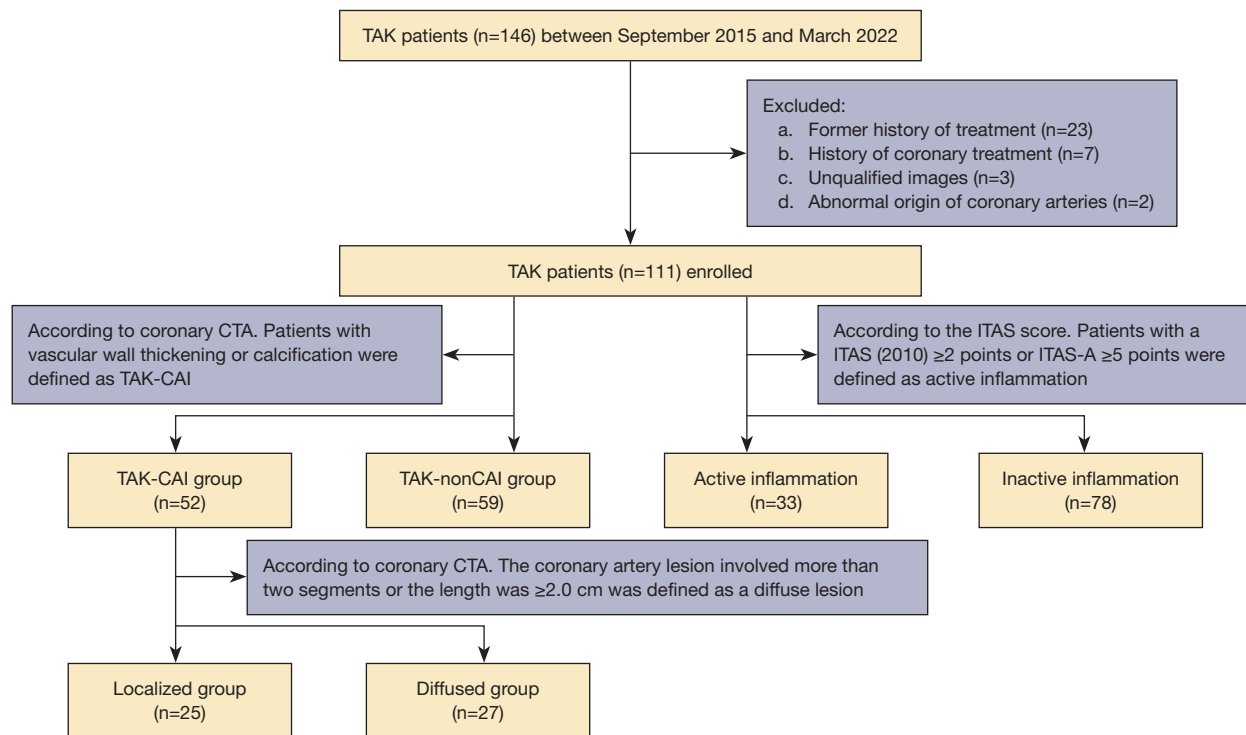 TAK patients (n=146) between September 2015 and March 2022
Excluded:
a. Former history of treatment (n=23)
b. History of coronary treatment (n=7)
c. Unqualified images (n=3)
d. Abnormal origin of coronary arteries (n=2)
TAK patients (n=111) enrolled
According to coronary CTA. Patients with
vascular wall thickening or calcification were
defined as TAK-CAI
According to the ITAS score. Patients with a
ITAS (2010) ≥2 points or ITAS-A ≥5 points were
defined as active inflammation
TAK-CAI group
(n=52)
TAK-nonCAI group
(n=59)
Active inflammation
(n=33)
Inactive inflammation
(n=78)
According to coronary CTA. The coronary artery lesion involved more than
two segments or the length was ≥2.0 cm was defined as a diffuse lesion
Localized group
(n=25)
Diffused group
(n=27)